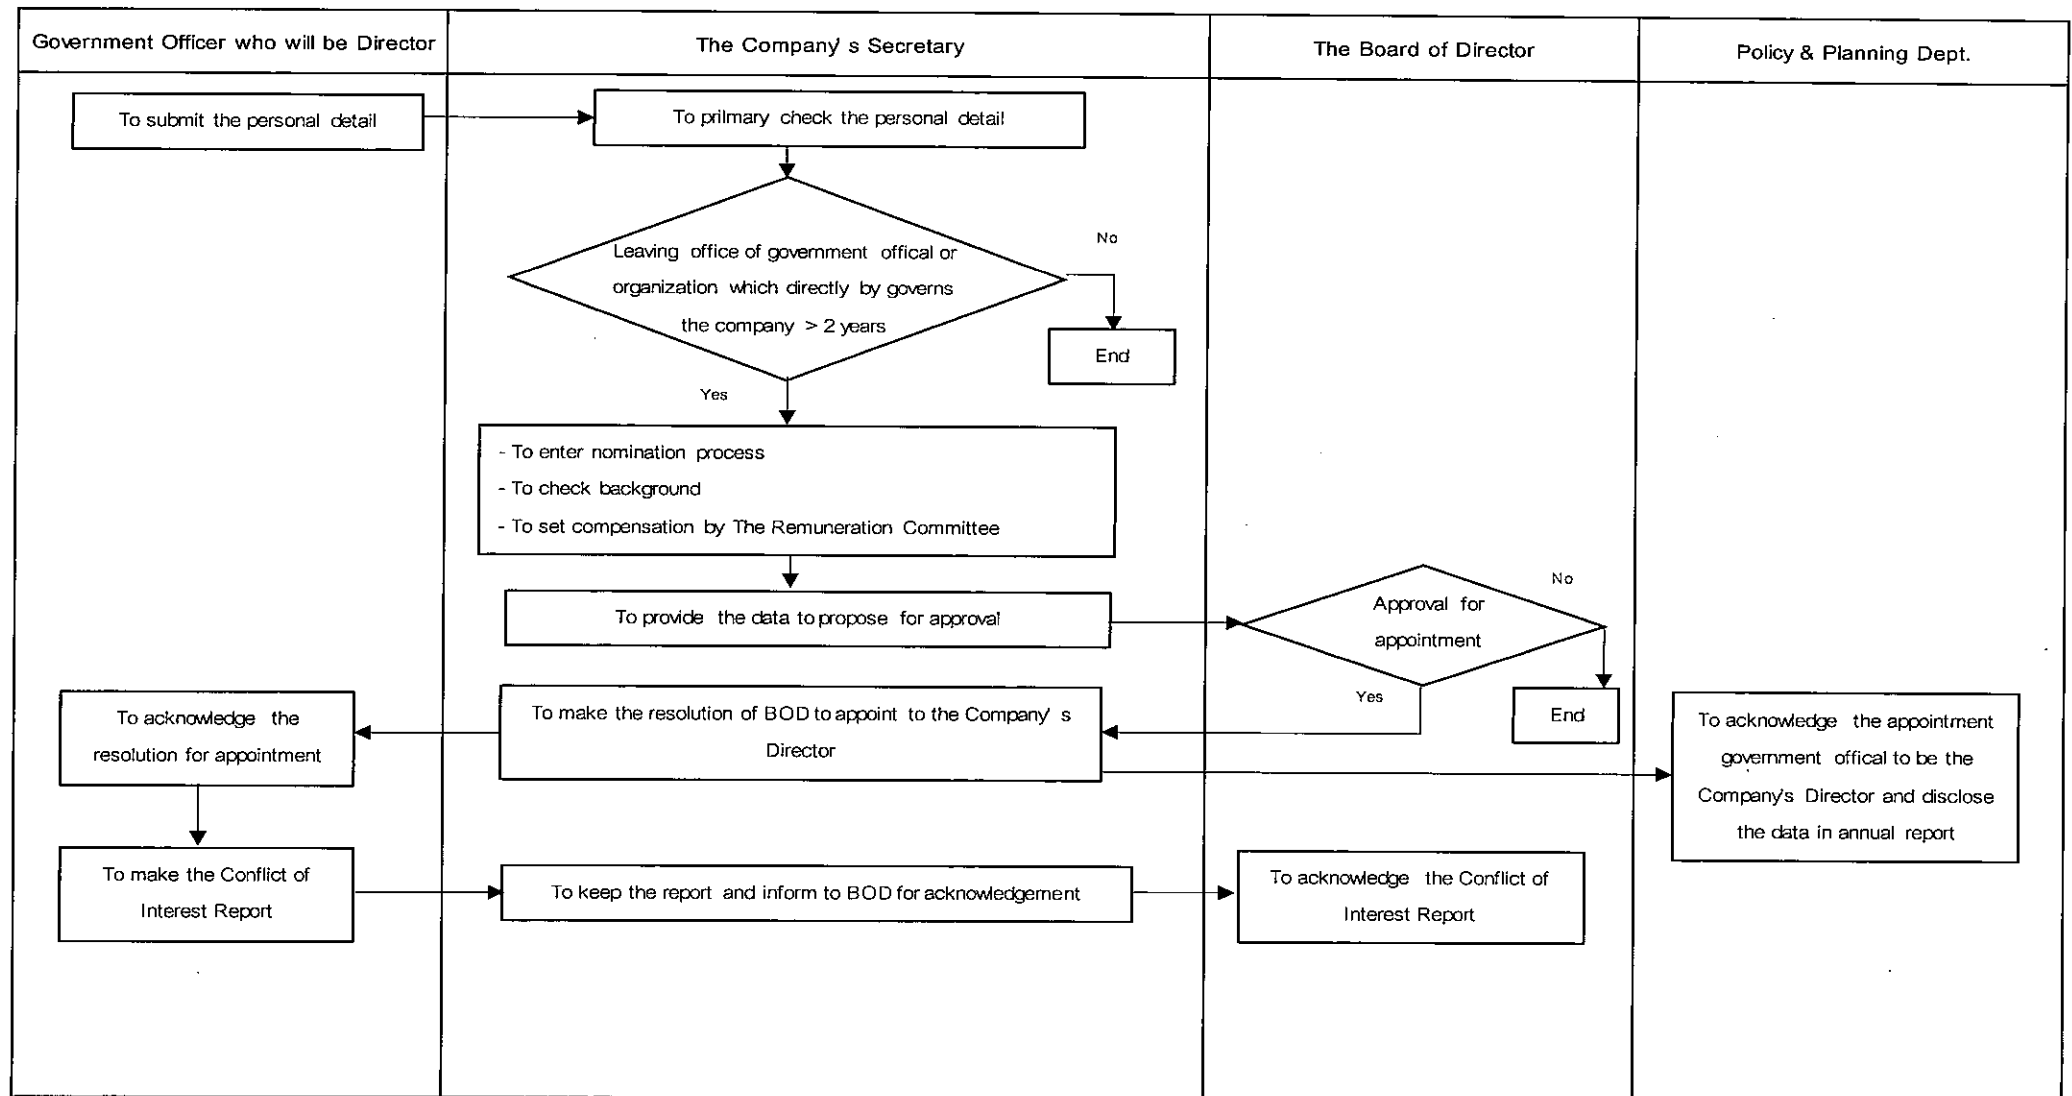 Government Officer who will be Director
The Company' s Secretary
The Board of Director
Policy & Planning Dept.
To submit the personal detail
To prilmary check the personal detail
Leaving office of government offical or
organization which directly by governs
the company > 2 years
No
End
Yes
- To enter nomination process
- To check background
- To set compensation by The Remuneration Committee
To provide the data to propose for approval
Approval for
appointment
No
End
Yes
To make the resolution of BOD to appoint to the Company' s
Director
To acknowledge the
resolution for appointment
To acknowledge the appointment
government offical to be the
Company's Director and disclose
the data in annual report
To make the Conflict of
Interest Report
To keep the report and inform to BOD for acknowledgement
To acknowledge the Conflict of
Interest Report